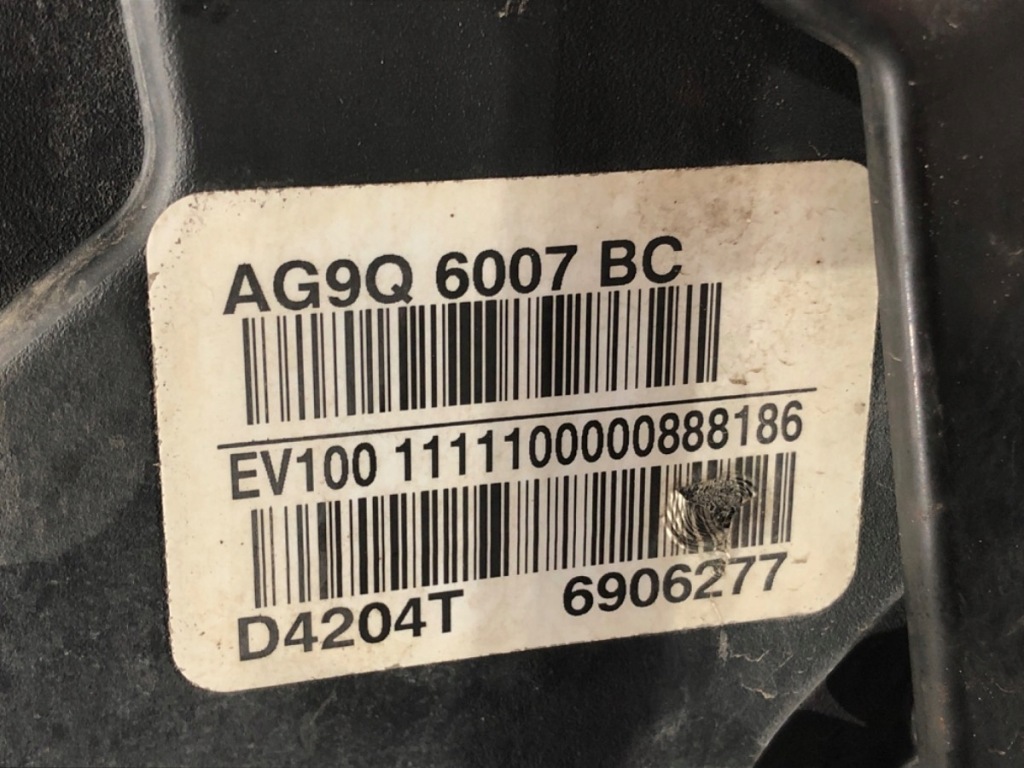 AG9Q 6007 BC
EV100 1111100000888186
D4204T 6906277